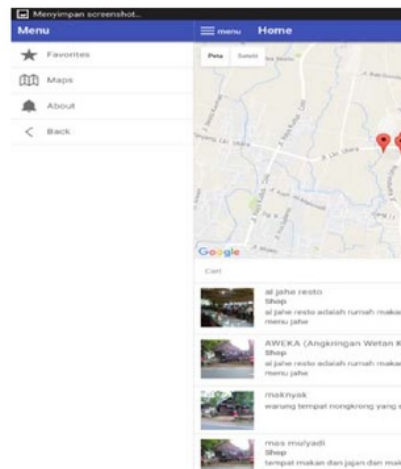 Menyimpan screenshot...
Menu
Favorites
Maps
About
Back
menu
Home
Peta
Google
Cari
al jahe resto
Shop
al jahe resto adalah rumah maka
menu jahe
AWEKA (Angkringan Wetan K
Shop
al jahe resto adalah rumah maka
menu jahe
maknyak
warung tempat nongkrong yang
mas mulyadi
Shop
tempat makan dan jajan dan mak